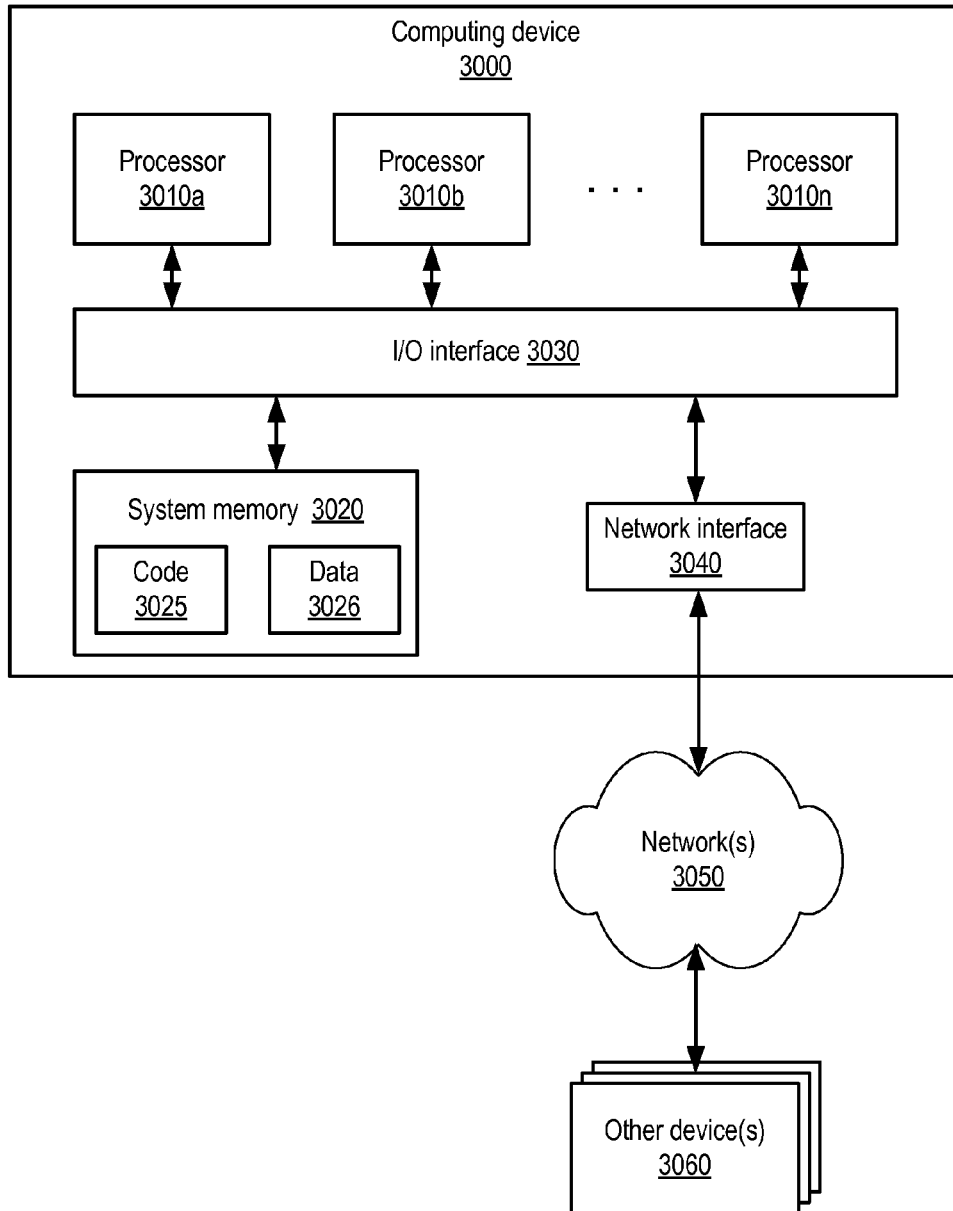 Computing device
3000
Processor
3010a
Processor
3010b
. . .
Processor
3010n
I/O interface 3030
System memory 3020
Code
3025
Data
3026
Network interface
3040
Network(s)
3050
Other device(s)
3060